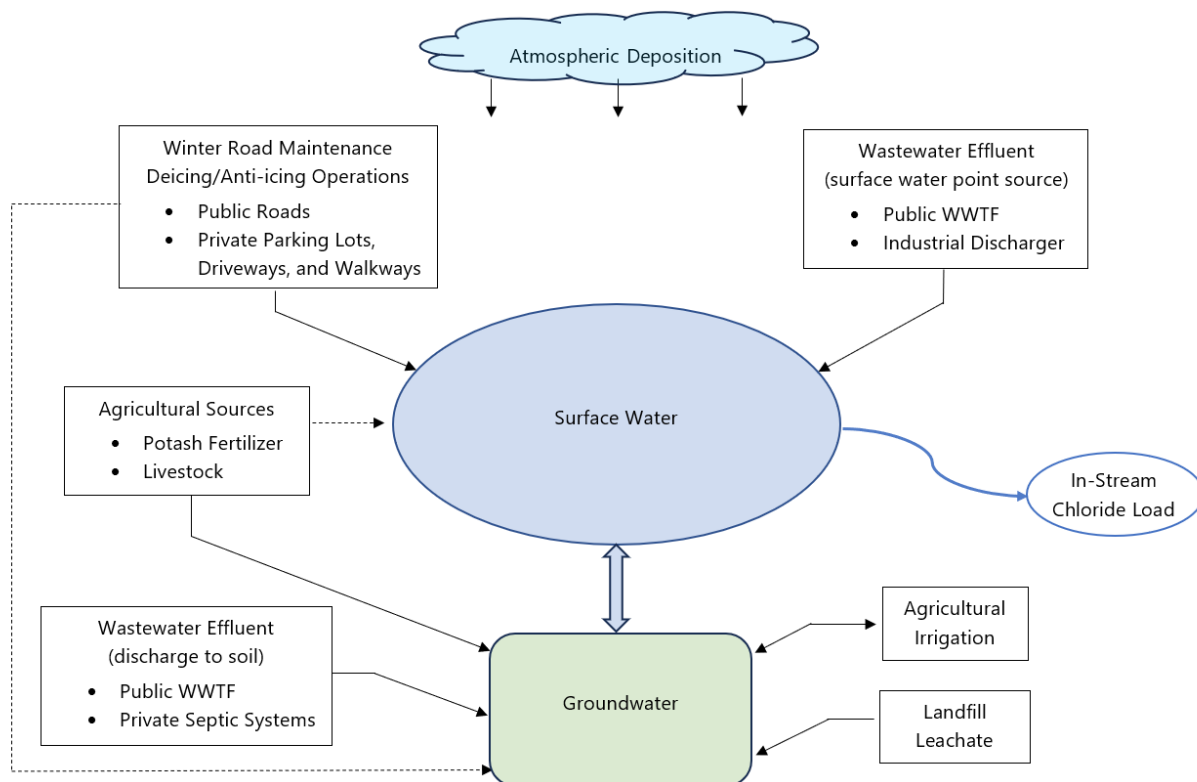 Atmospheric Deposition
Winter Road Maintenance
Deicing/Anti-icing Operations
• Public Roads
• Private Parking Lots,
Driveways, and Walkways
Wastewater Effluent
(surface water point source)
• Public WWTF
• Industrial Discharger
Agricultural Sources
• Potash Fertilizer
• Livestock
Surface Water
In-Stream
Chloride Load
Wastewater Effluent
(discharge to soil)
• Public WWTF
• Private Septic Systems
Groundwater
Agricultural
Irrigation
Landfill
Leachate